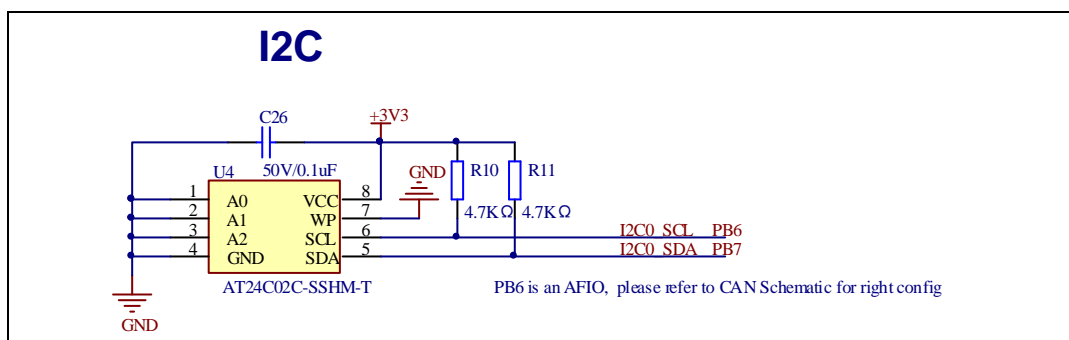 I2C
+3V3
C26
U4
50V/0.1uF
GND
R10
R11
1
A0
VCC
8
2
A1
WP
7
4.7KΩ
4.7KΩ
3
A2
SCL
6
I2C0_SCL
PB6
4
GND
SDA
5
I2C0_SDA
PB7
AT24C02C-SSHM-T
PB6 is an AFIO, please refer to CAN Schematic for right config
GND